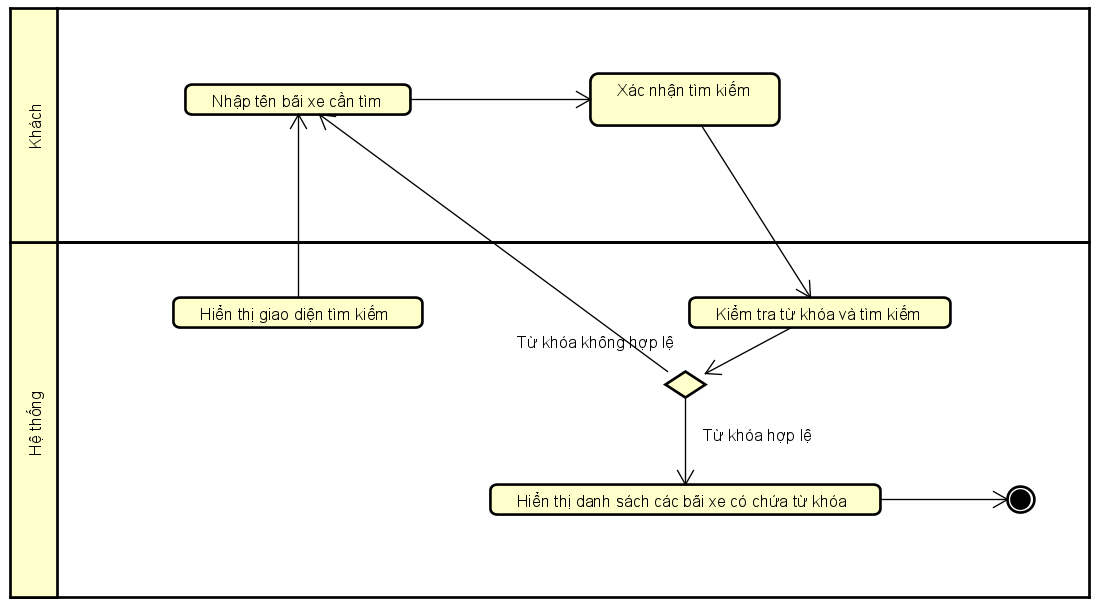 Khách
Nhập tên bãi xe cần tìm
Xác nhận tìm kiếm
Hệ thống
Hiển thị giao diện tìm kiếm
Kiểm tra từ khóa và tìm kiếm
Từ khóa không hợp lệ
Từ khóa hợp lệ
Hiển thị danh sách các bãi xe có chứa từ khóa